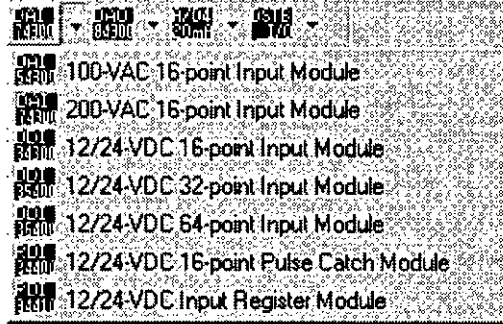 100-VAC 16-point Input Module
200-VAC 16-point Input Module
12/24-VDC 16-point Input Module
12/24-VDC 32-point Input Module
12/24-VDC 64-point Input Module
12/24-VDC 16-point Pulse Catch Module
12/24-VDC Input Register Module